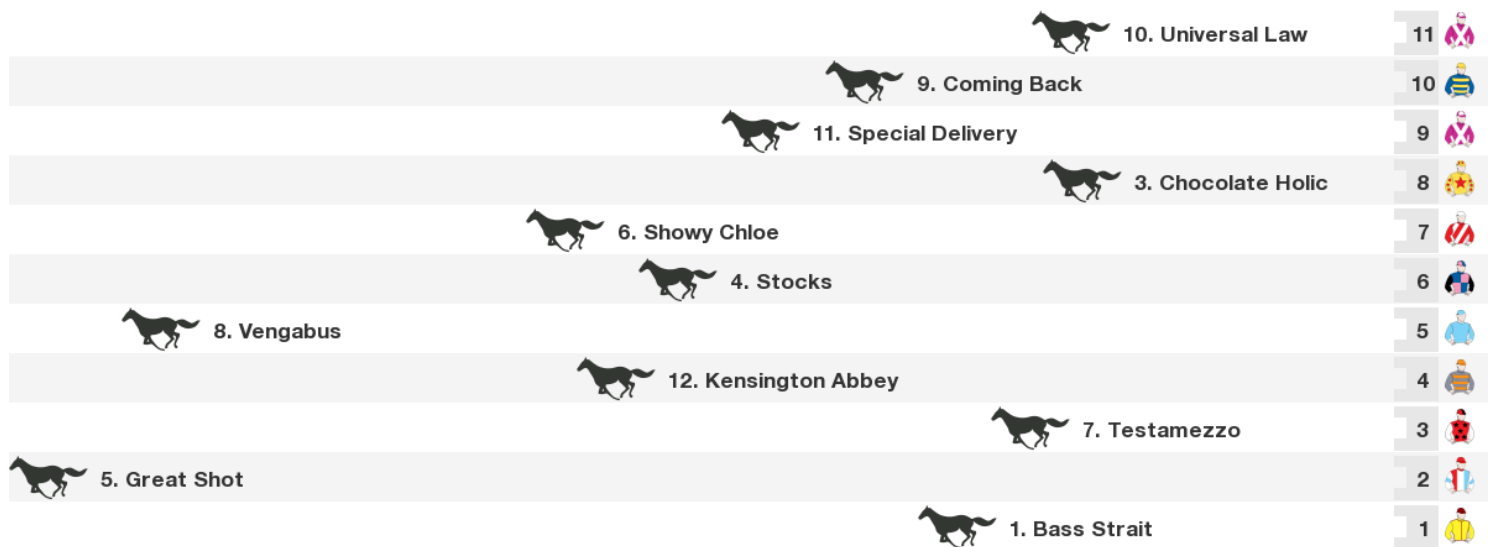 10. Universal Law 11
9. Coming Back 10
11. Special Delivery 9
3. Chocolate Holic 8
6. Showy Chloe 7
4. Stocks 6
8. Vengabus 5
12. Kensington Abbey 4
7. Testamezzo 3
5. Great Shot 2
1. Bass Strait 1